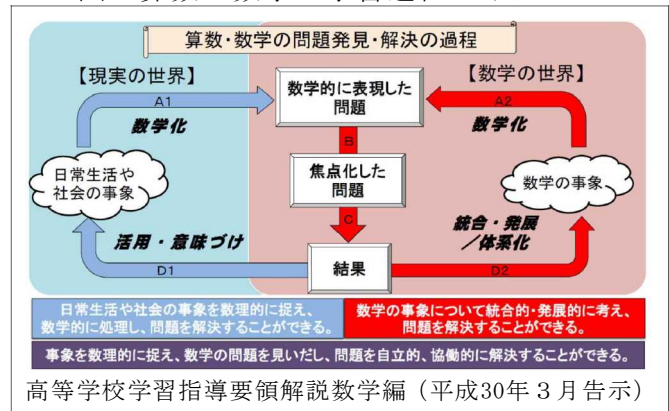 算数・数学の問題発見・解決の過程
【現実の世界】
【数学の世界】
A1
数学化
数学的に表現した
問題
A2
数学化
B
日常生活や
社会の事象
焦点化した
問題
数学の事象
C
活用・意味づけ
統合・発展
/体系化
D1
結果
D2
日常生活や社会の事象を数理的に捉え、
数学的に処理し、問題を解決することができる。
数学の事象について統合的・発展的に考え、
問題を解決することができる。
事象を数理的に捉え、数学の問題を見いだし、問題を自立的、協働的に解決することができる。
高等学校学習指導要領解説数学編（平成30年３月告示）